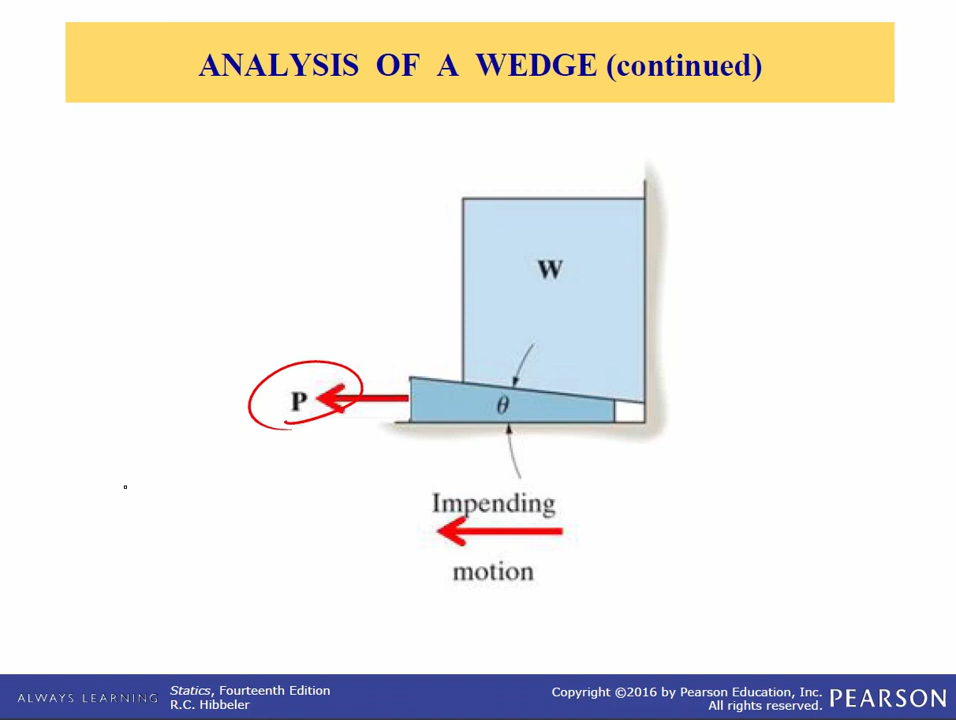 ANALYSIS OF A WEDGE (continued)
W
P
θ
Impending
motion
ALWAYS LEARNING
Statics, Fourteenth Edition
R.C. Hibbeler
Copyright ©2016 by Pearson Education, Inc.
All rights reserved.
PEARSON